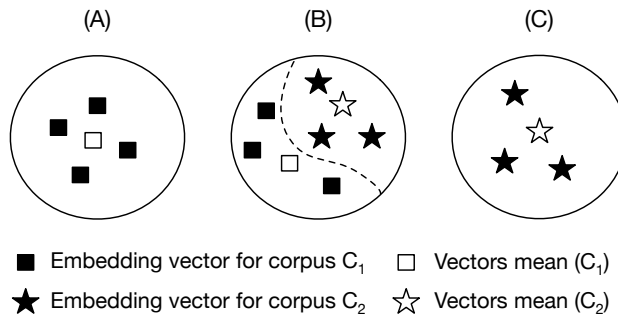 (A) (B) (C)
Embedding vector for corpus C₁ Vectors mean (C₁)
Embedding vector for corpus C₂ Vectors mean (C₂)